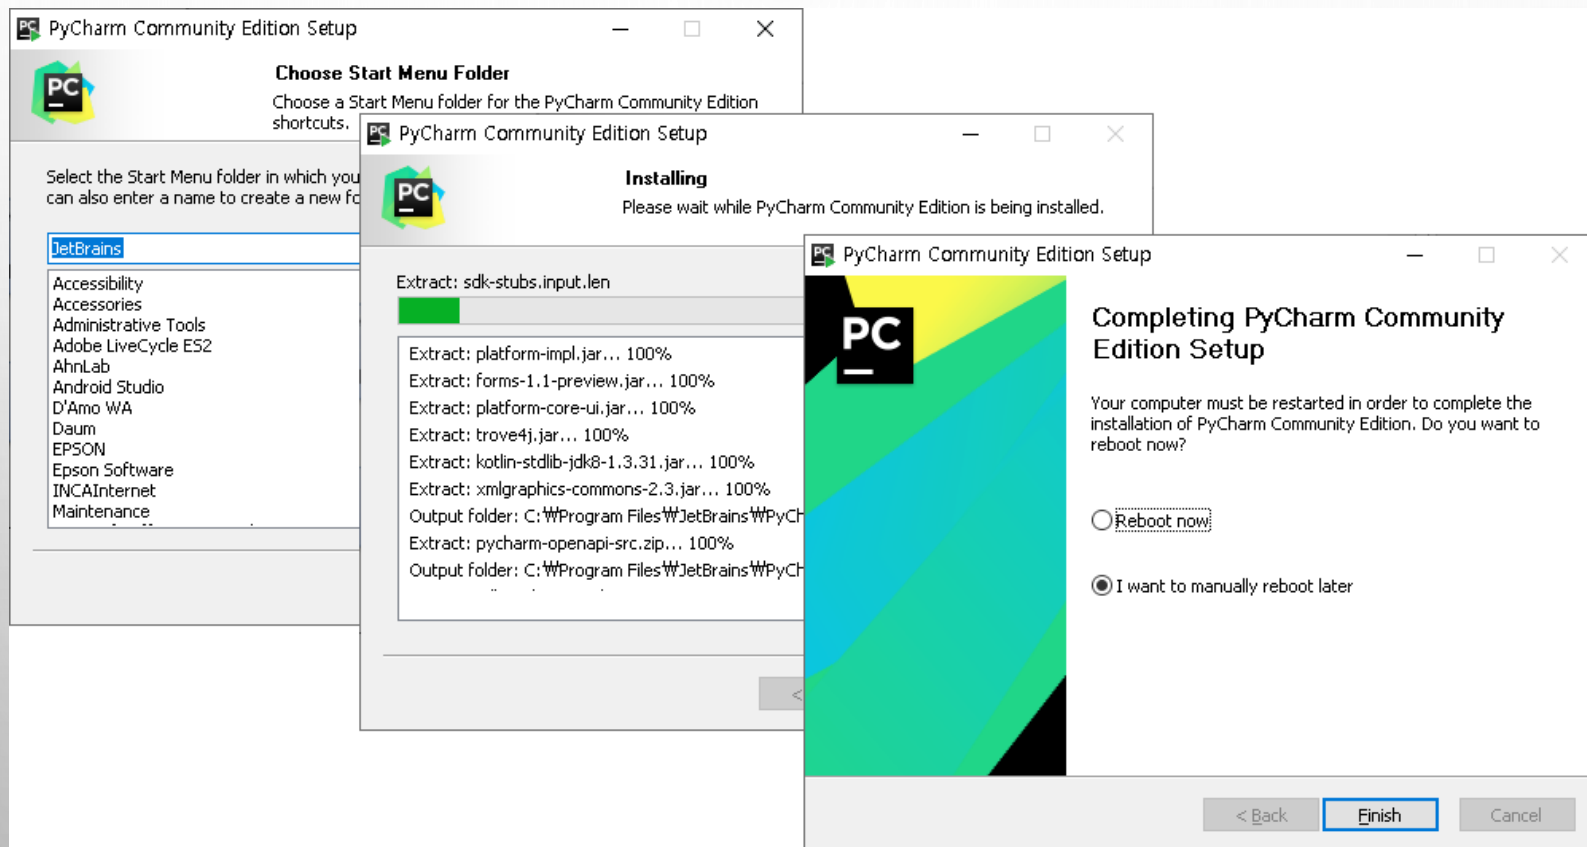 PyCharm Community Edition Setup
PC
Choose Start Menu Folder
Choose a Start Menu folder for the PyCharm Community Edition
shortcuts.
Select the Start Menu folder in which you
can also enter a name to create a new fo
JetBrains
Accessibility
Accessories
Administrative Tools
Adobe LiveCycle ES2
AhnLab
Android Studio
D'Amo WA
Daum
EPSON
Epson Software
INCAInternet
Maintenance
PyCharm Community Edition Setup
PC
Installing
Please wait while PyCharm Community Edition is being installed.
Extract: sdk-stubs.input.len
Extract: platform-impl.jar... 100%
Extract: forms-1.1-preview.jar... 100%
Extract: platform-core-ui.jar... 100%
Extract: trove4j.jar... 100%
Extract: kotlin-stdlib-jdk8-1.3.31.jar... 100%
Extract: xmlgraphics-commons-2.3.jar... 100%
Output folder: C:₩Program Files₩JetBrains₩PyCh
Extract: pycharm-openapi-src.zip... 100%
Output folder: C:₩Program Files₩JetBrains₩PyCh
<
PyCharm Community Edition Setup
PC
Completing PyCharm Community
Edition Setup
Your computer must be restarted in order to complete the
installation of PyCharm Community Edition. Do you want to
reboot now?
Reboot now
I want to manually reboot later
< Back
Finish
Cancel